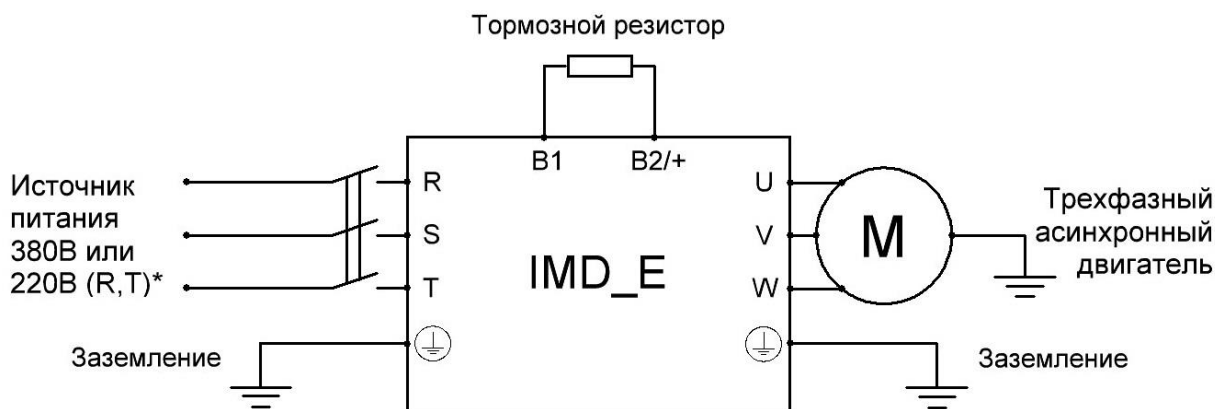 Тормозной резистор
B1
B2/+
Источник
питания
380В или
220В (R,T)*
R
S
T
IMD_E
U
V
W
M
Трехфазный
асинхронный
двигатель
Заземление
Заземление